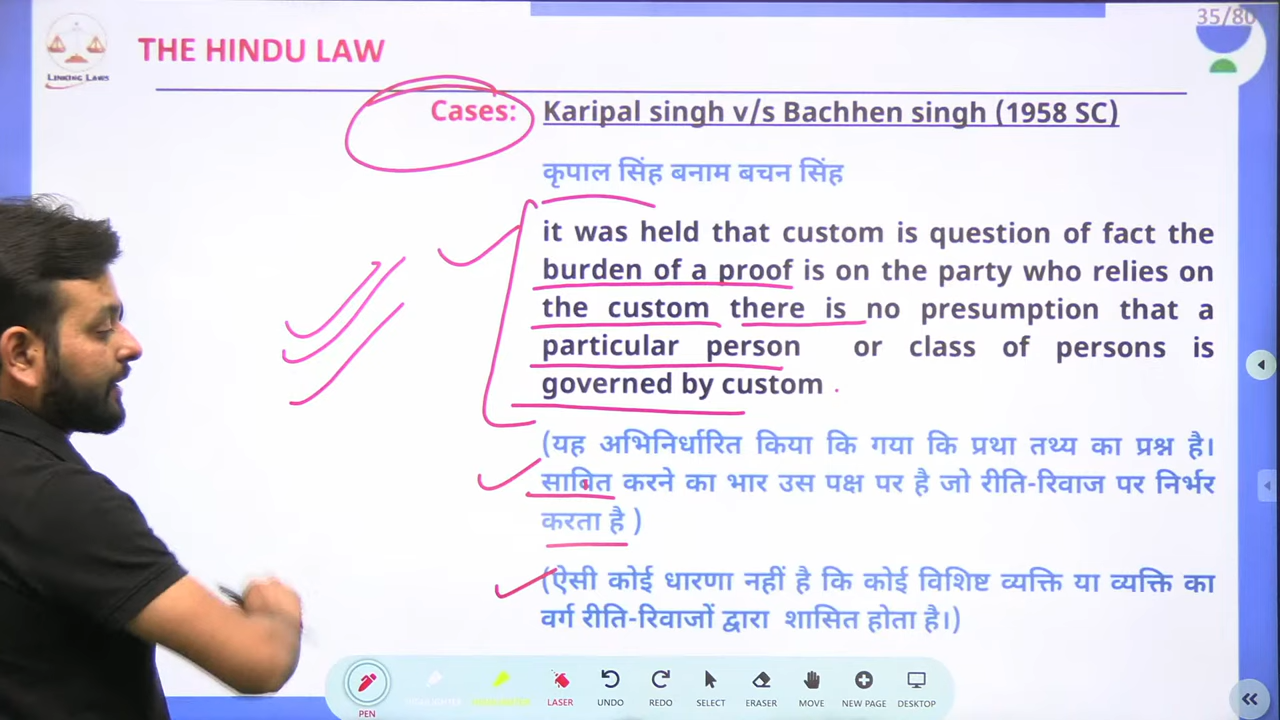 35/80
LINKING LAWS
THE HINDU LAW
Cases: Karipal singh v/s Bachhen singh (1958 SC)
कृपाल सिंह बनाम बचन सिंह
it was held that custom is question of fact the
burden of a proof is on the party who relies on
the custom there is no presumption that a
particular person or class of persons is
governed by custom .
(यह अभिनिर्धारित किया कि गया कि प्रथा तथ्य का प्रश्न है।
साबित करने का भार उस पक्ष पर है जो रीति-रिवाज पर निर्भर
करता है )
(ऐसी कोई धारणा नहीं है कि कोई विशिष्ट व्यक्ति या व्यक्ति का
वर्ग रीति-रिवाजों द्वारा शासित होता है।)
PEN HIGHLIGHTER LASER UNDO REDO SELECT ERASER MOVE NEW PAGE DESKTOP